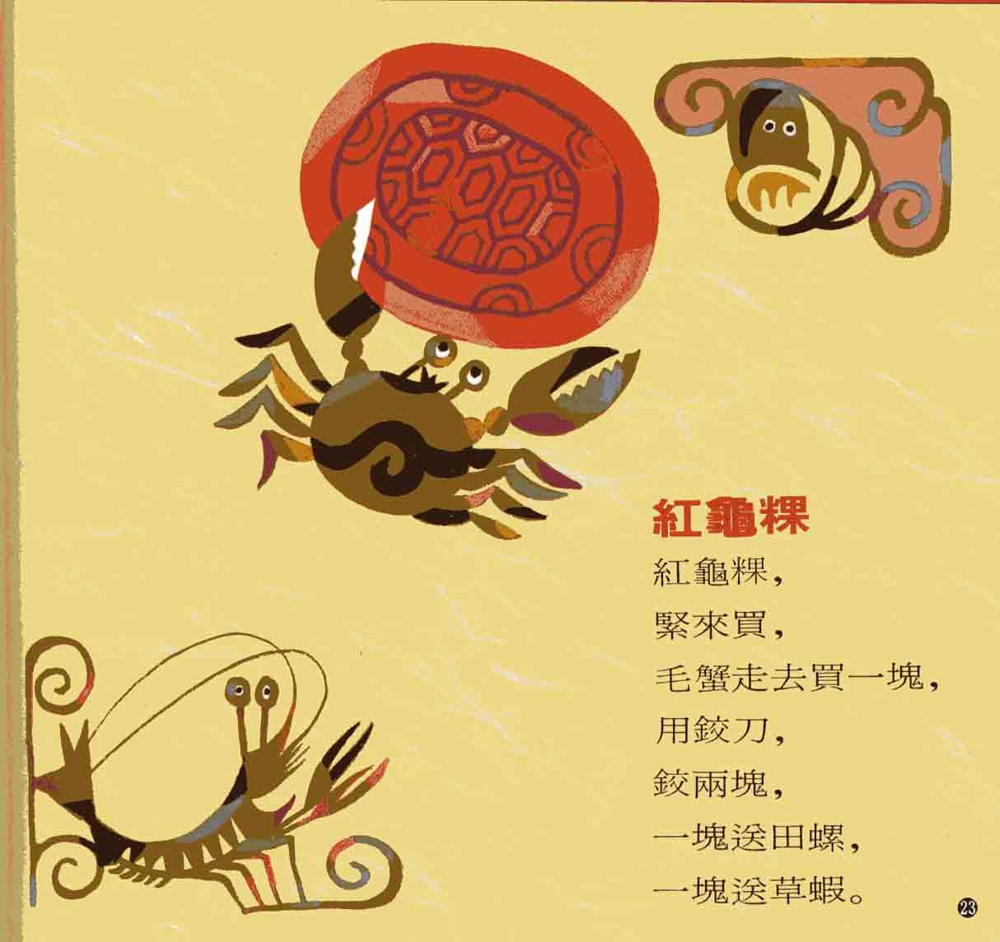 紅龜粿
紅龜粿，
緊來買，
毛蟹走去買一塊，
用鉸刀，
鉸兩塊，
一塊送田螺，
一塊送草蝦。
23